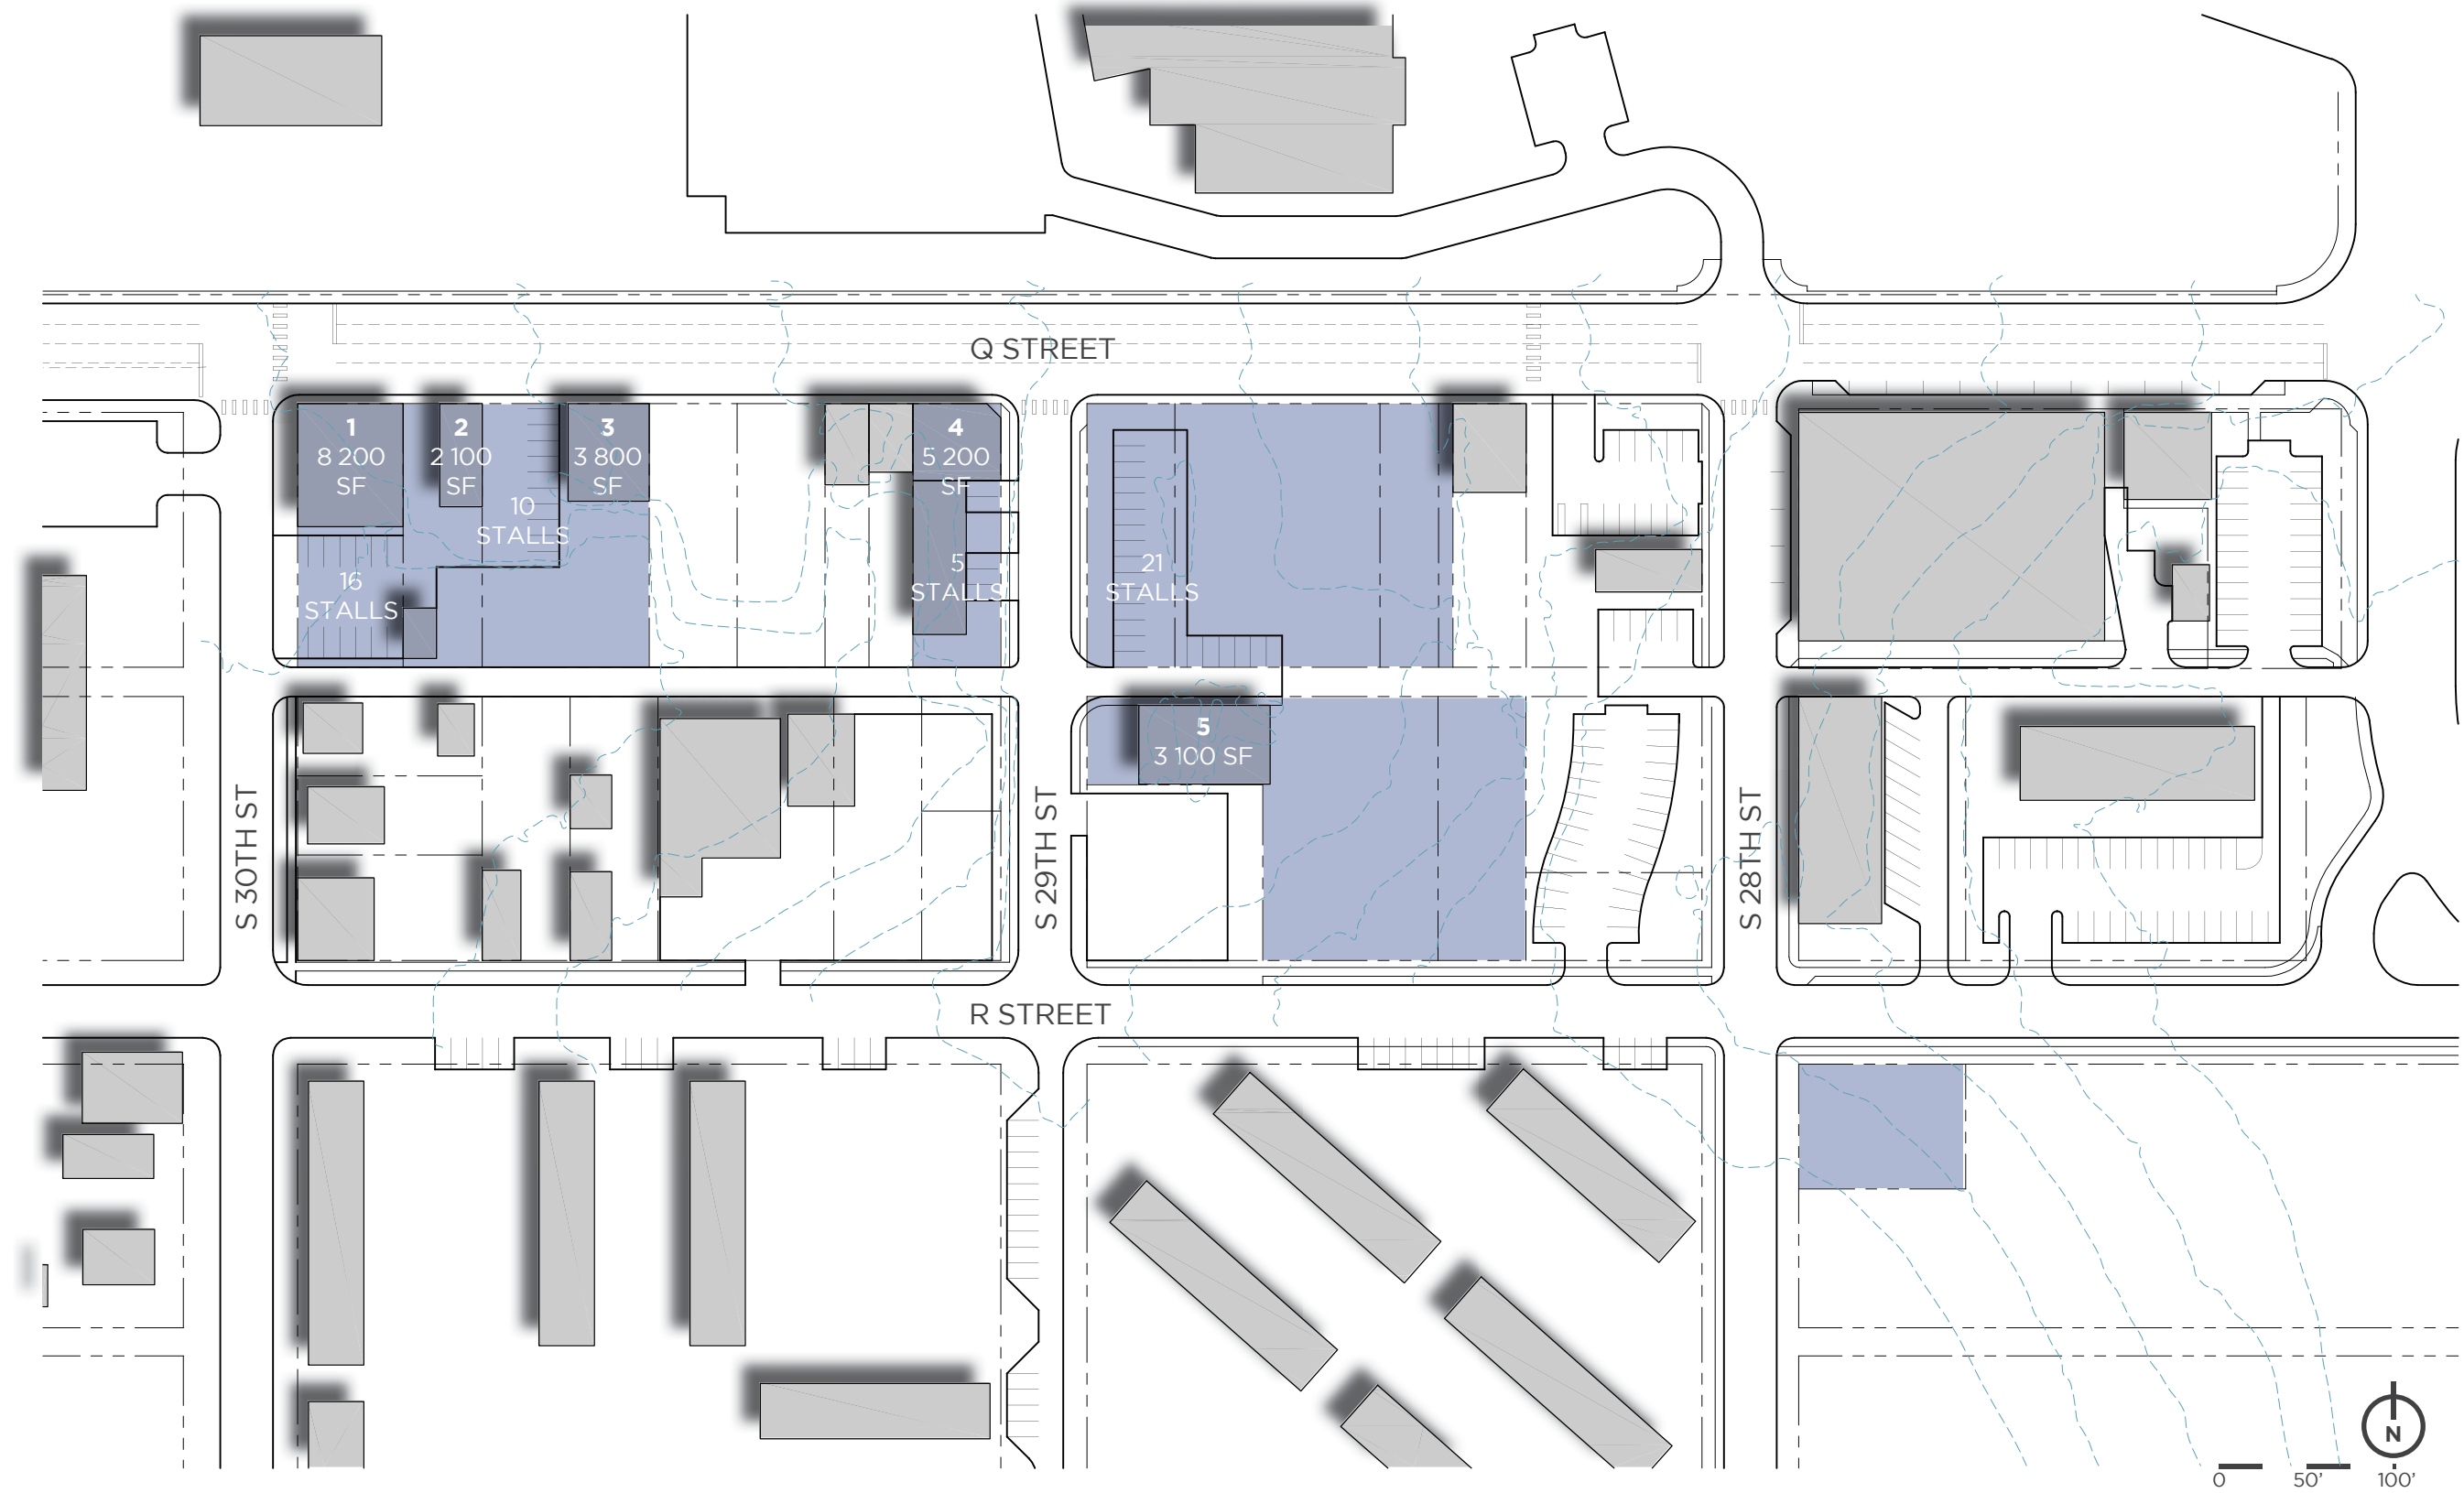 Q STREET
1
8 200
SF
2
2 100
SF
3
3 800
SF
4
5 200
SF
10
STALLS
16
STALLS
5
STALLS
21
STALLS
5
3 100 SF
S 30TH ST
S 29TH ST
S 28TH ST
R STREET
N
0 50' 100'